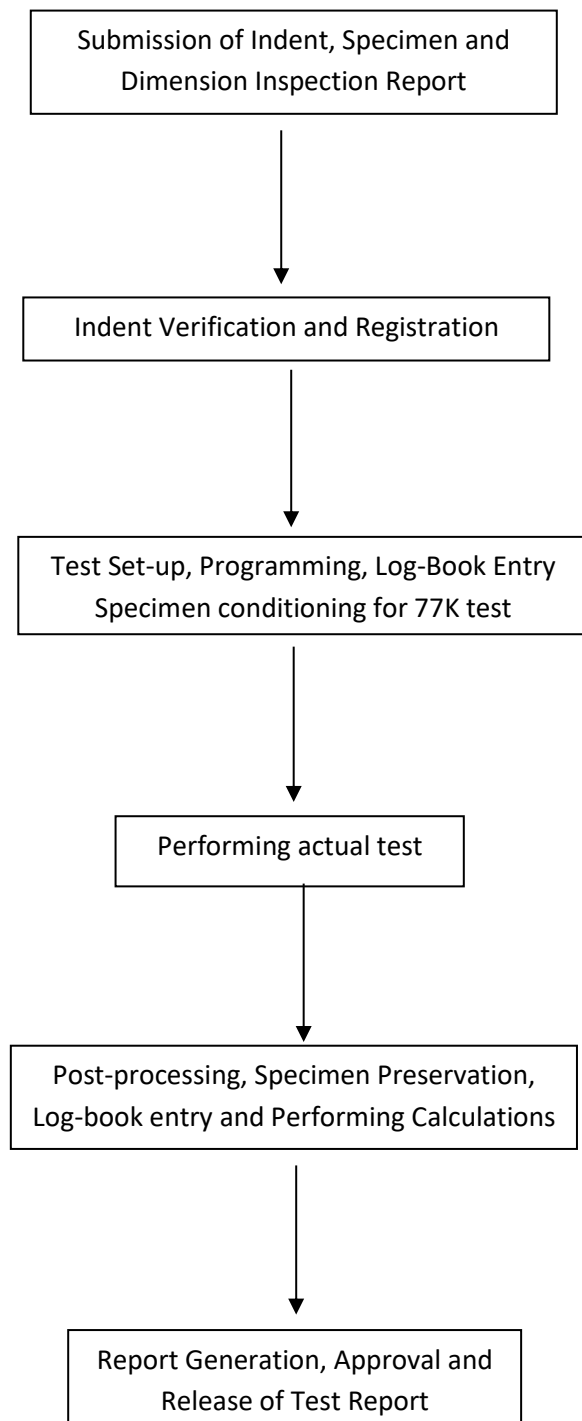 Submission of Indent, Specimen and
Dimension Inspection Report
Indent Verification and Registration
Test Set-up, Programming, Log-Book Entry
Specimen conditioning for 77K test
Performing actual test
Post-processing, Specimen Preservation,
Log-book entry and Performing Calculations
Report Generation, Approval and
Release of Test Report